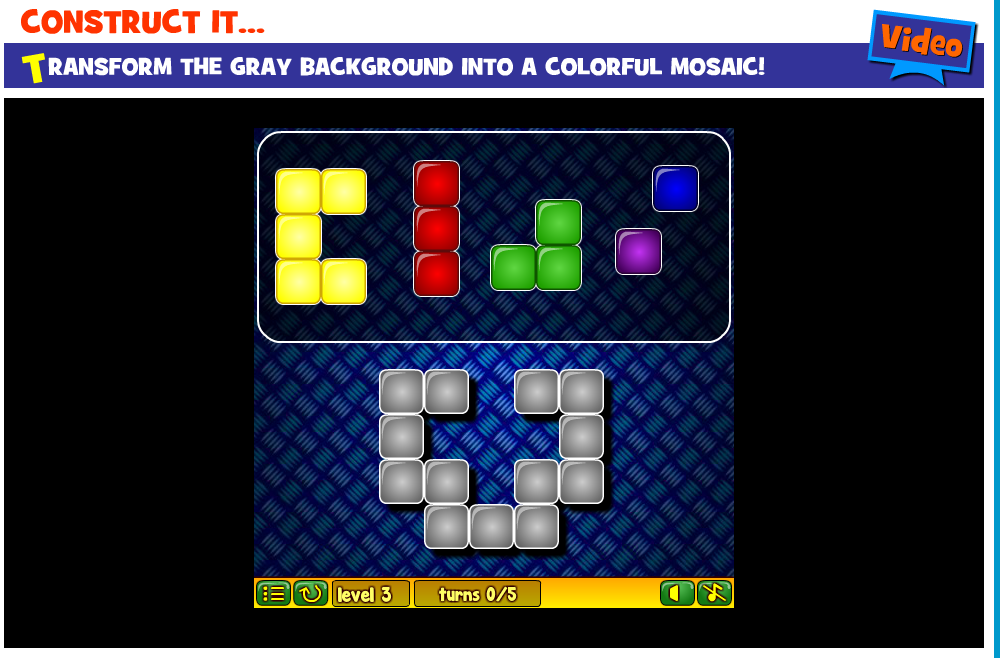 CONSTRUCT IT...
Video
TRANSFORM THE GRAY BACKGROUND INTO A COLORFUL MOSAIC!
level 3
turns 0/5